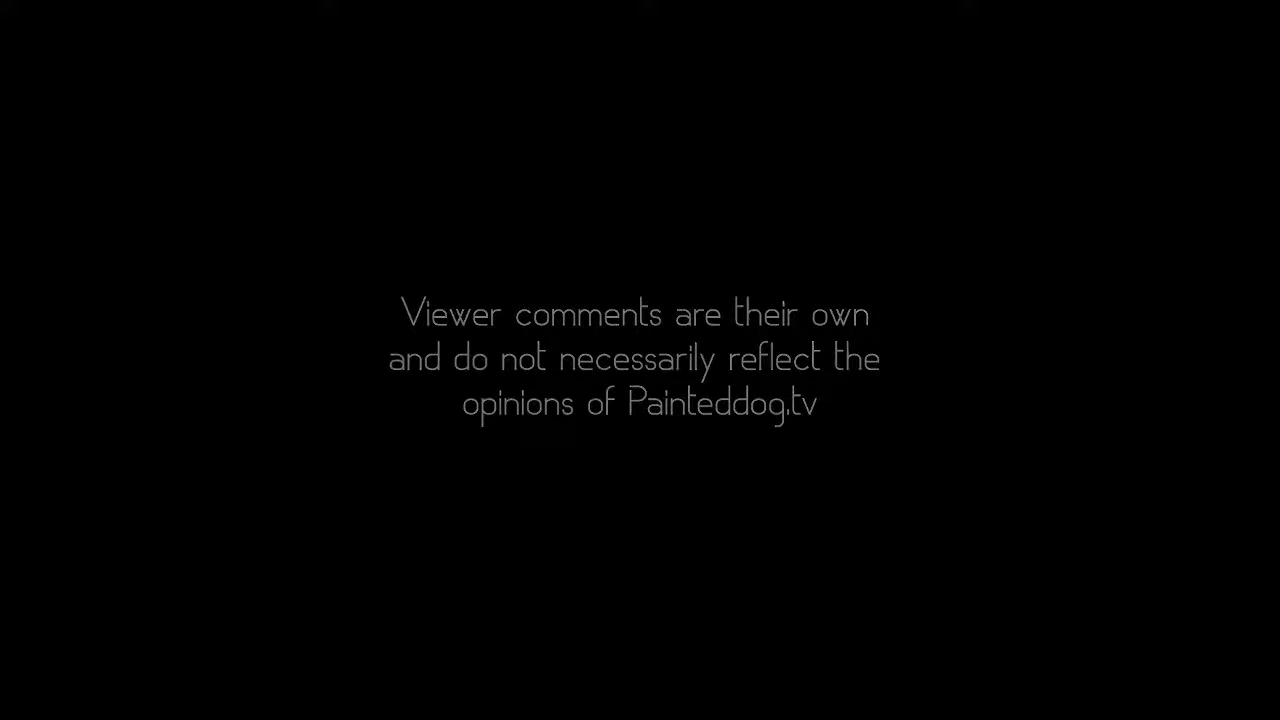 Viewer comments are their own
and do not necessarily reflect the
opinions of Painteddog.tv